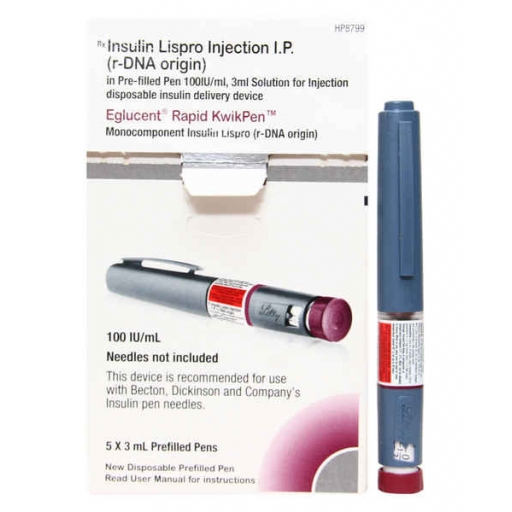 HP8799
Rx Insulin Lispro Injection I.P.
(r-DNA origin)
in Pre-filled Pen 100IU/ml, 3ml Solution for Injection
disposable insulin delivery device
Eglucent® Rapid KwikPen™
Monocomponent Insulin Lispro (r-DNA origin)
Lilly
100 IU/mL
Needles not included
This device is recommended for use
with Becton, Dickinson and Company's
Insulin pen needles.
5 X 3 mL Prefilled Pens
New Disposable Prefilled Pen
Read User Manual for instructions